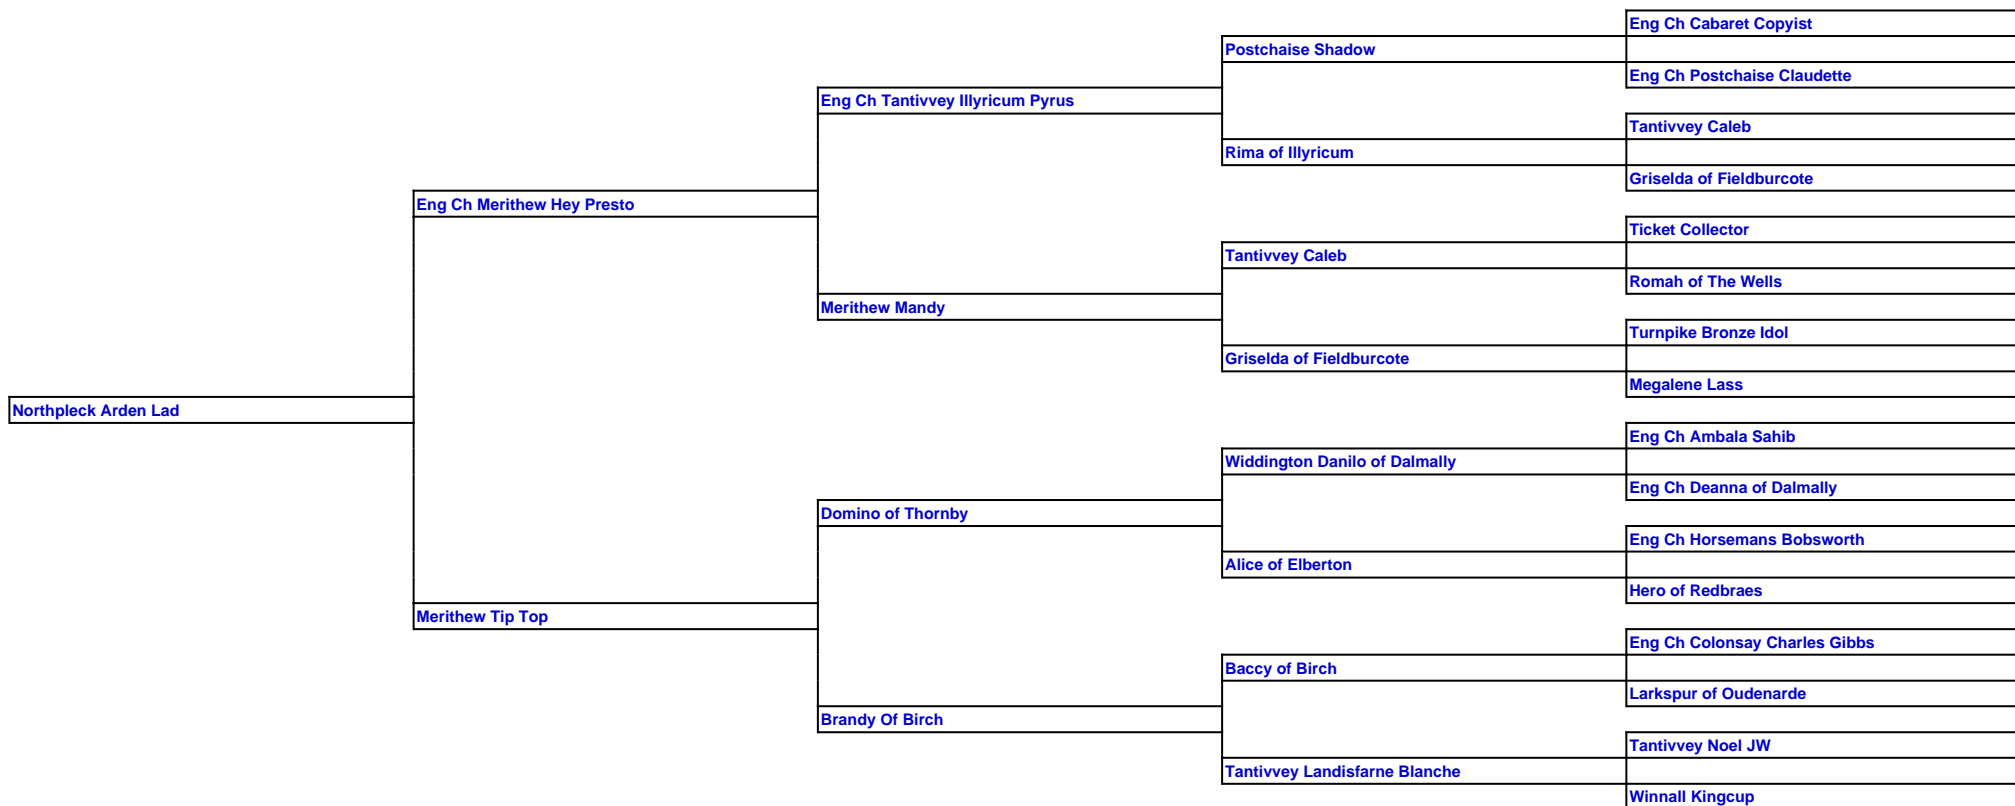 Eng Ch Cabaret Copyist
Postchaise Shadow
Eng Ch Postchaise Claudette
Eng Ch Tantivvey Illyricum Pyrus
Tantivvey Caleb
Rima of Illyricum
Griselda of Fieldburcote
Eng Ch Merithew Hey Presto
Ticket Collector
Tantivvey Caleb
Romah of The Wells
Merithew Mandy
Turnpike Bronze Idol
Griselda of Fieldburcote
Megalene Lass
Northpleck Arden Lad
Eng Ch Ambala Sahib
Widdington Danilo of Dalmally
Eng Ch Deanna of Dalmally
Domino of Thornby
Eng Ch Horsemans Bobsworth
Alice of Elberton
Hero of Redbraes
Merithew Tip Top
Eng Ch Colonsay Charles Gibbs
Baccy of Birch
Larkspur of Oudenarde
Brandy Of Birch
Tantivvey Noel JW
Tantivvey Landisfarne Blanche
Winnall Kingcup